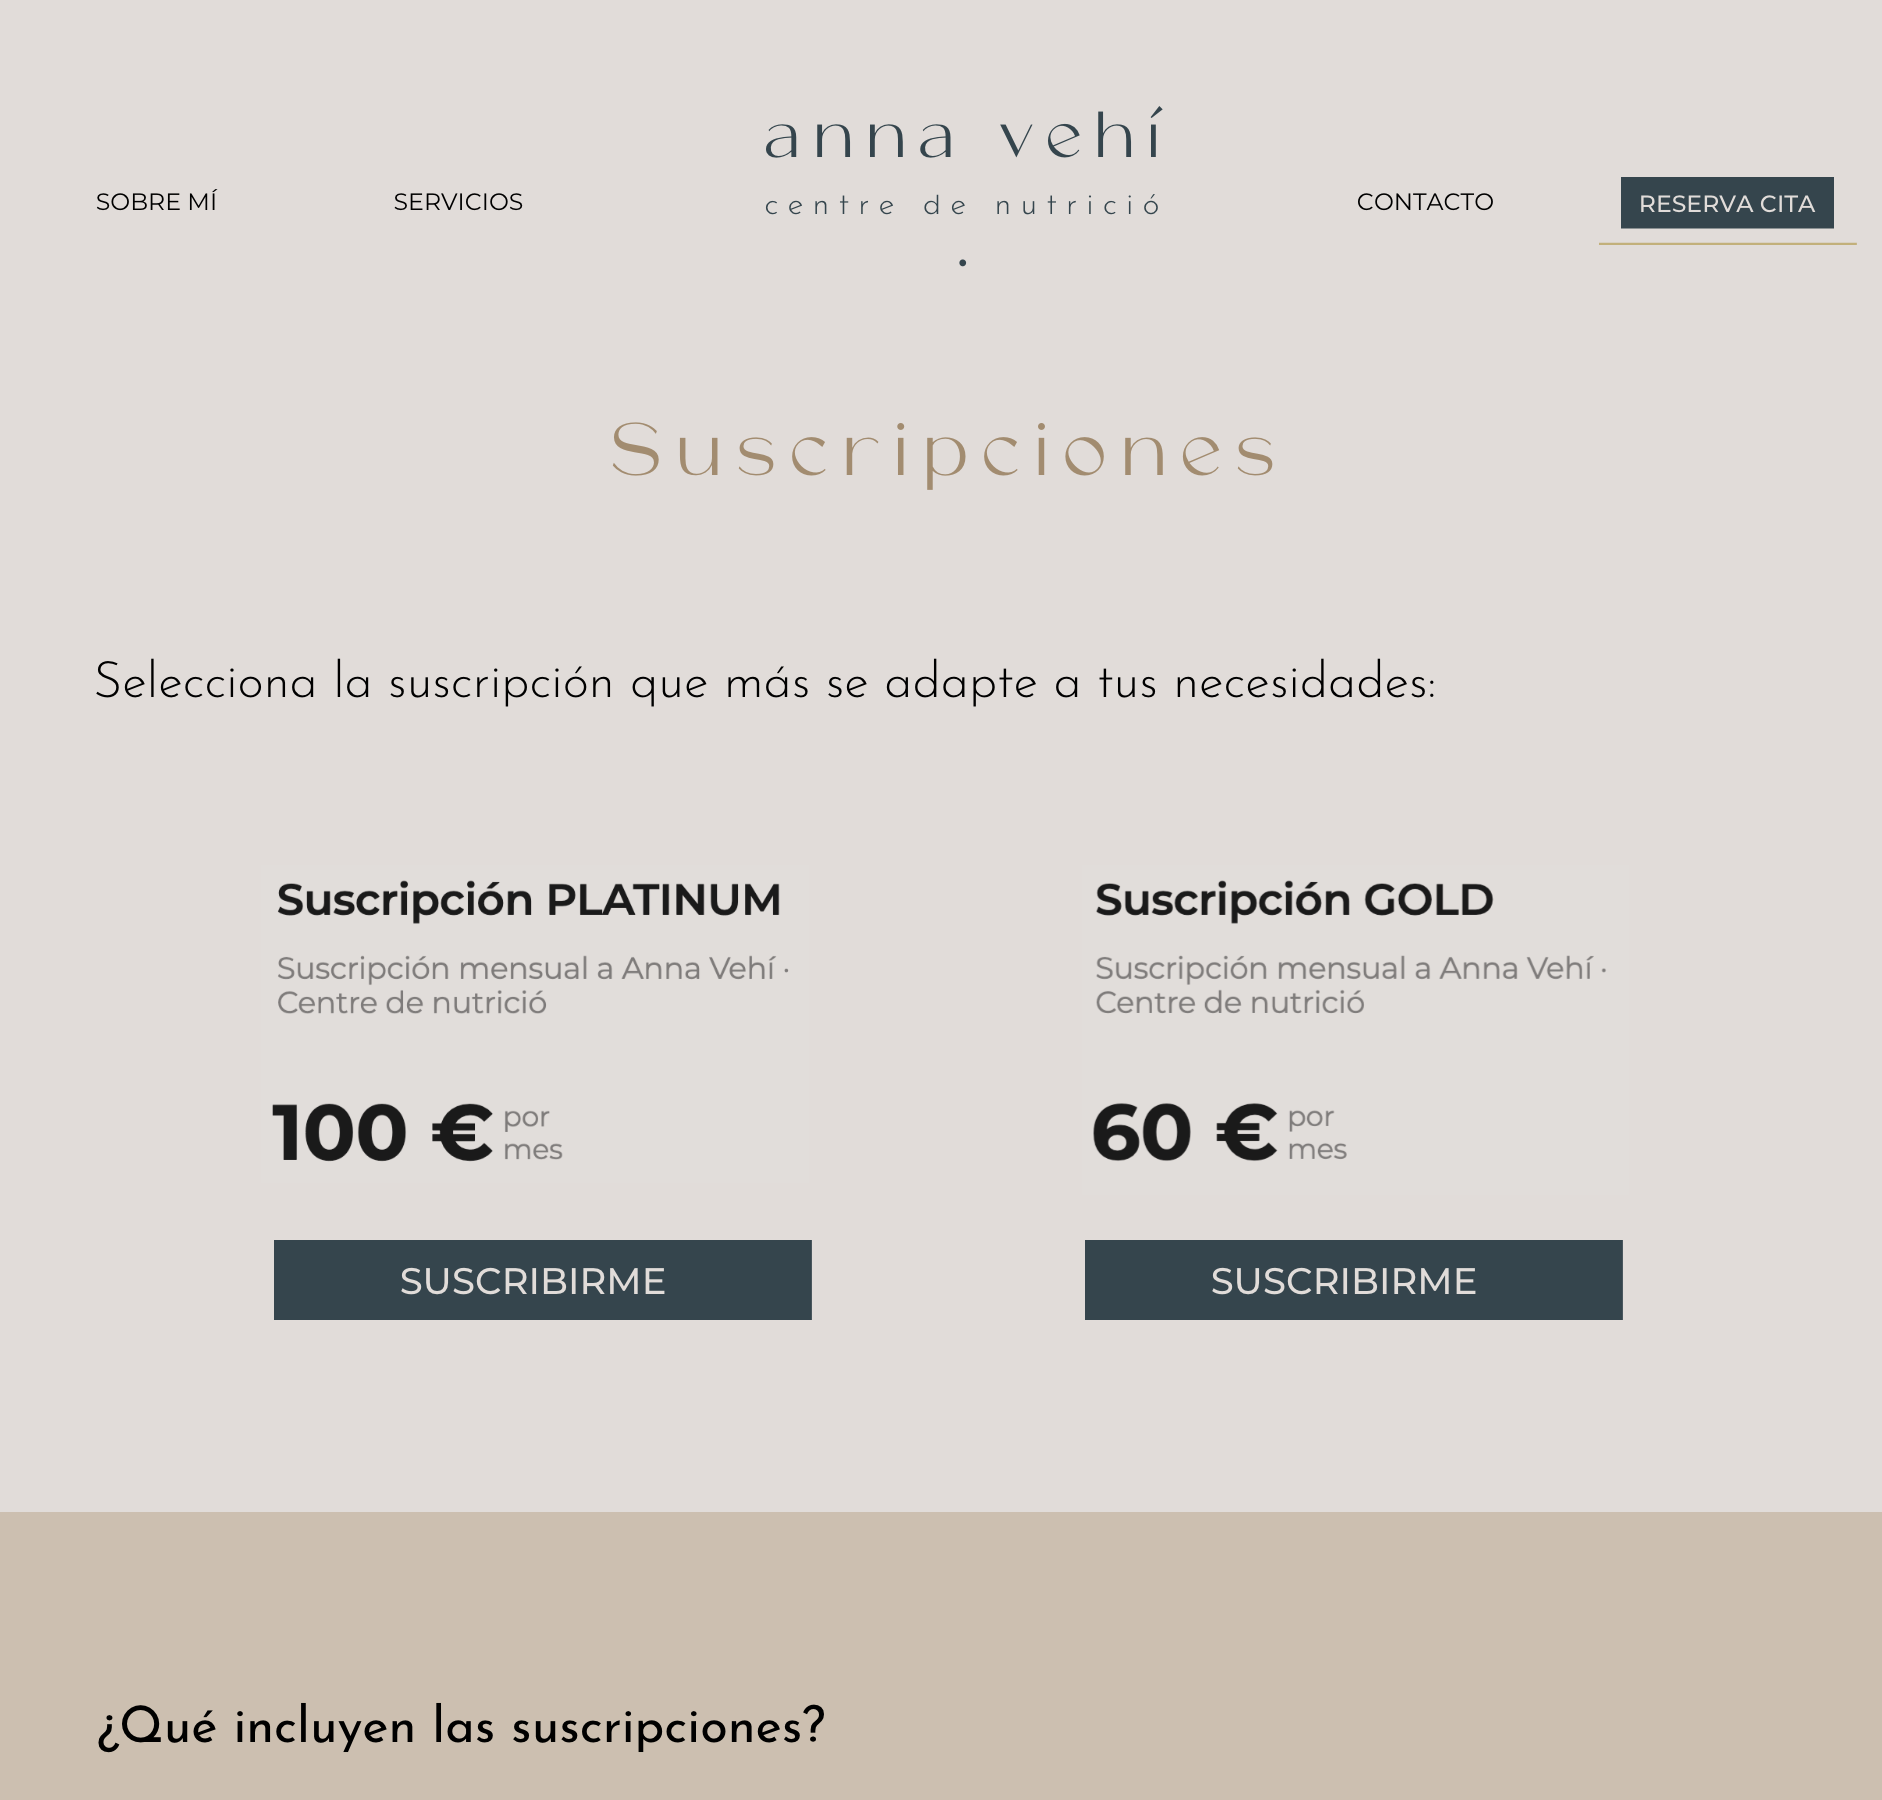 anna vehí
centre de nutrició
SOBRE MÍ
SERVICIOS
CONTACTO
RESERVA CITA
Suscripciones
Selecciona la suscripción que más se adapte a tus necesidades:
Suscripción PLATINUM
Suscripción mensual a Anna Vehí ·
Centre de nutrició
100 € por
mes
SUSCRIBIRME
Suscripción GOLD
Suscripción mensual a Anna Vehí ·
Centre de nutrició
60 € por
mes
SUSCRIBIRME
¿Qué incluyen las suscripciones?